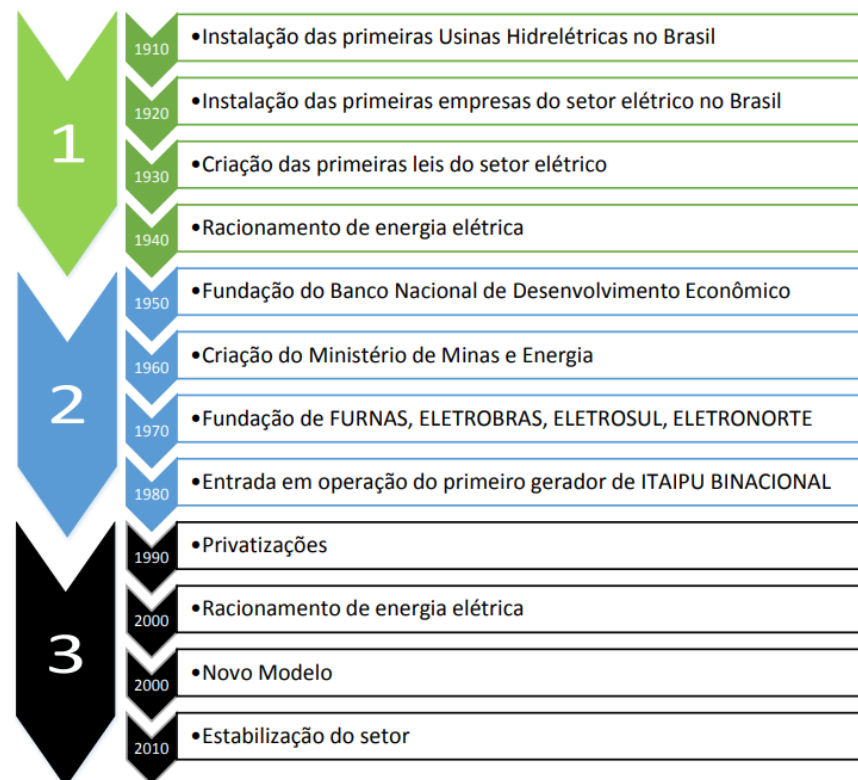 1
1910
•Instalação das primeiras Usinas Hidrelétricas no Brasil
1920
•Instalação das primeiras empresas do setor elétrico no Brasil
1930
•Criação das primeiras leis do setor elétrico
1940
•Racionamento de energia elétrica
2
1950
•Fundação do Banco Nacional de Desenvolvimento Econômico
1960
•Criação do Ministério de Minas e Energia
1970
•Fundação de FURNAS, ELETROBRAS, ELETROSUL, ELETRONORTE
1980
•Entrada em operação do primeiro gerador de ITAIPU BINACIONAL
3
1990
•Privatizações
2000
•Racionamento de energia elétrica
2000
•Novo Modelo
2010
•Estabilização do setor